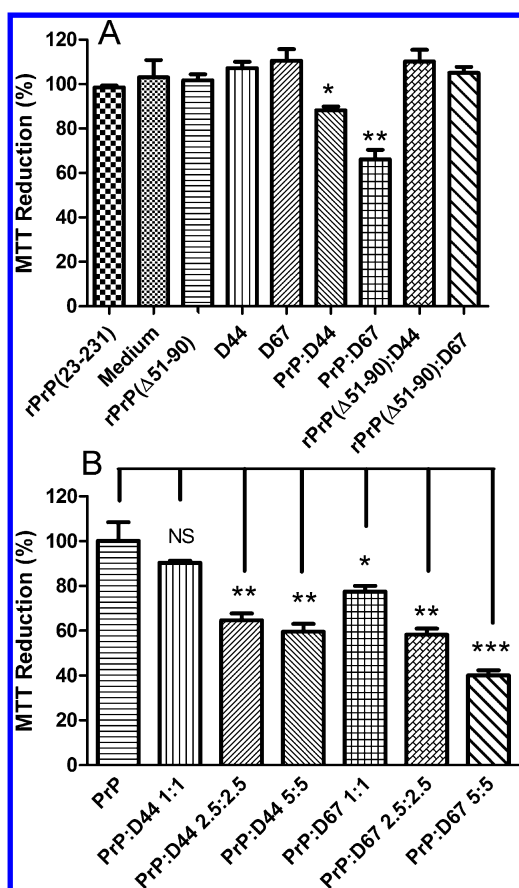 A
MTT Reduction (%)
120
100
80
60
40
20
0
*
**
rPrP(23-231)
Medium
rPrP(Δ51-90)
D44
D67
PrP:D44
PrP:D67
rPrP(Δ51-90):D44
rPrP(Δ51-90):D67
B
MTT Reduction (%)
120
100
80
60
40
20
0
NS
**
**
*
**
***
PrP
PrP:D44 1:1
PrP:D44 2.5:2.5
PrP:D44 5:5
PrP:D67 1:1
PrP:D67 2.5:2.5
PrP:D67 5:5